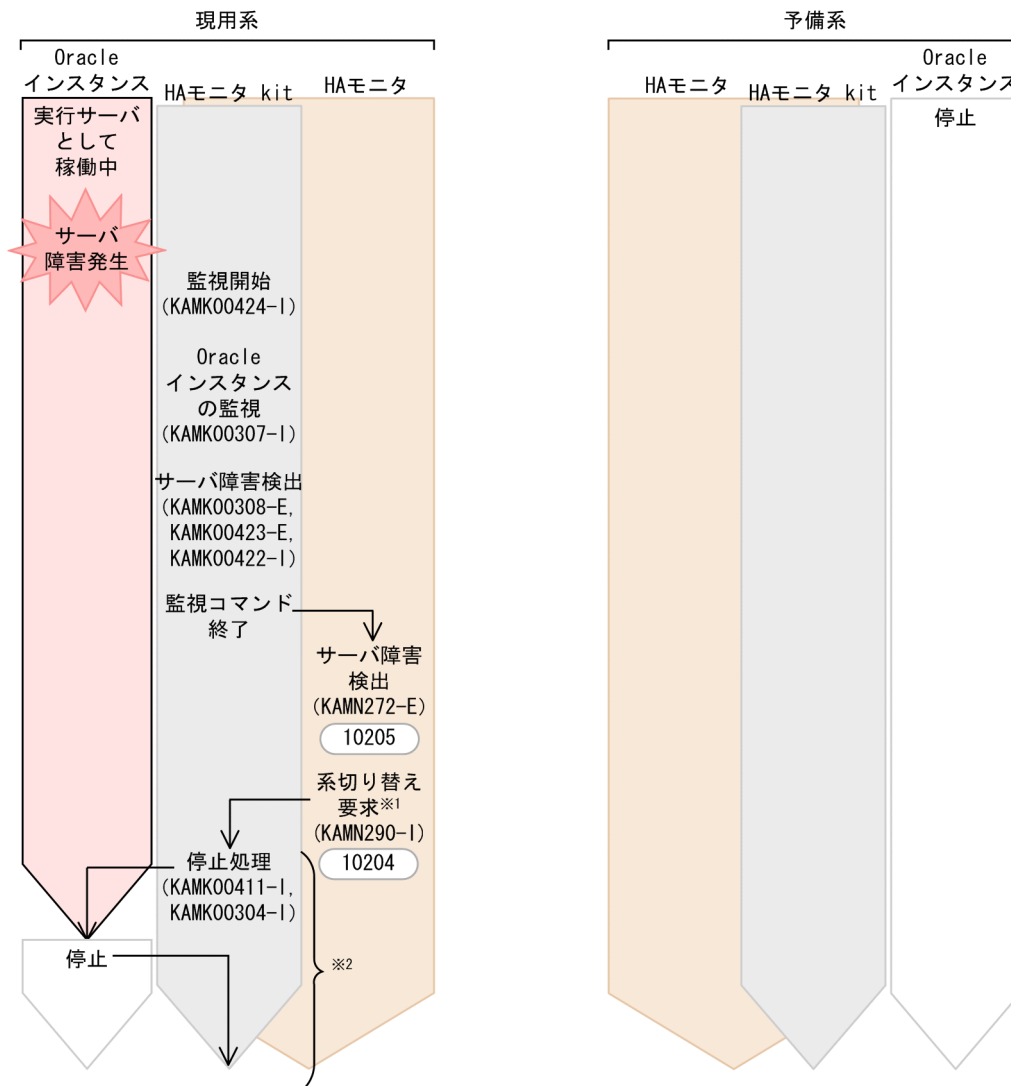 現用系
Oracle
インスタンス
HAモニタ kit
HAモニタ
実行サーバ
として
稼働中
サーバ
障害発生
監視開始
(KAMK00424-I)
Oracle
インスタンス
の監視
(KAMK00307-I)
サーバ障害検出
(KAMK00308-E,
KAMK00423-E,
KAMK00422-I)
監視コマンド
終了
サーバ障害
検出
(KAMN272-E)
10205
系切り替え
要求※1
(KAMN290-I)
10204
停止処理
(KAMK00411-I,
KAMK00304-I)
停止
※2
予備系
HAモニタ
HAモニタ kit
Oracle
インスタンス
停止